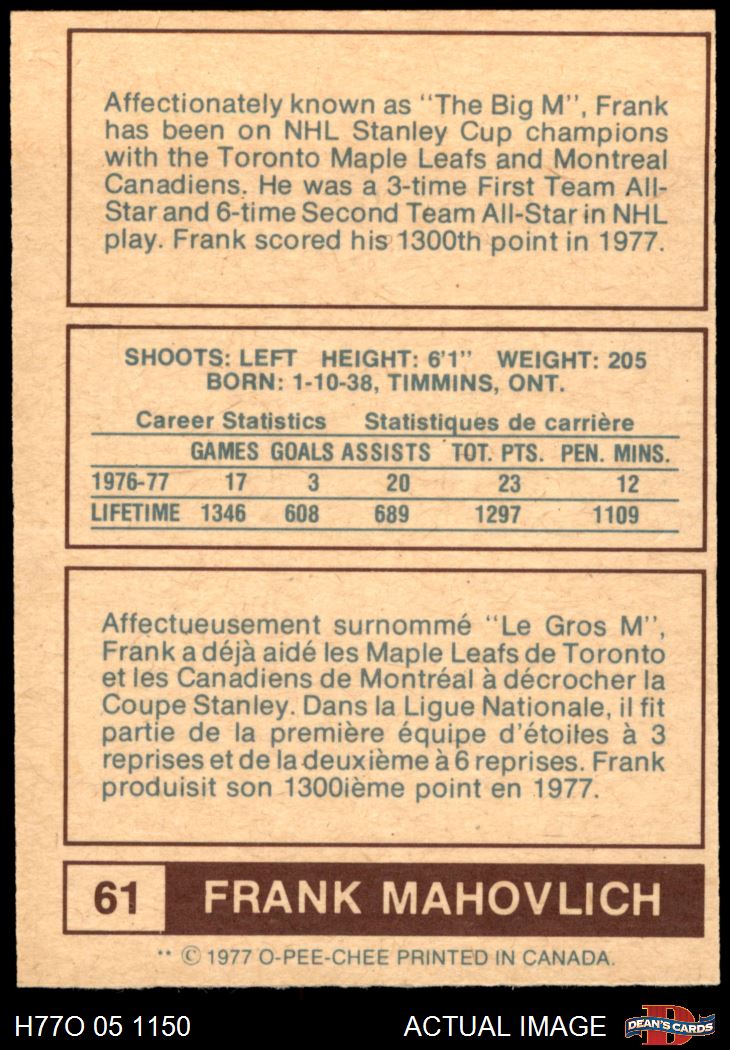 Affectionately known as "The Big M", Frank
has been on NHL Stanley Cup champions
with the Toronto Maple Leafs and Montreal
Canadiens. He was a 3-time First Team All-
Star and 6-time Second Team All-Star in NHL
play. Frank scored his 1300th point in 1977.
SHOOTS: LEFT HEIGHT: 6'1" WEIGHT: 205
BORN: 1-10-38, TIMMINS, ONT.
Career Statistics Statistiques de carrière
GAMES GOALS ASSISTS TOT. PTS. PEN. MINS.
1976-77 17 3 20 23 12
LIFETIME 1346 608 689 1297 1109
Affectueusement surnommé "Le Gros M",
Frank a déjà aidé les Maple Leafs de Toronto
et les Canadiens de Montréal à décrocher la
Coupe Stanley. Dans la Ligue Nationale, il fit
partie de la première équipe d'étoiles à 3
reprises et de la deuxième à 6 reprises. Frank
produisit son 1300ième point en 1977.
61 FRANK MAHOVLICH
** © 1977 O-PEE-CHEE PRINTED IN CANADA.
H77O 05 1150 ACTUAL IMAGE D DEAN'S CARDS